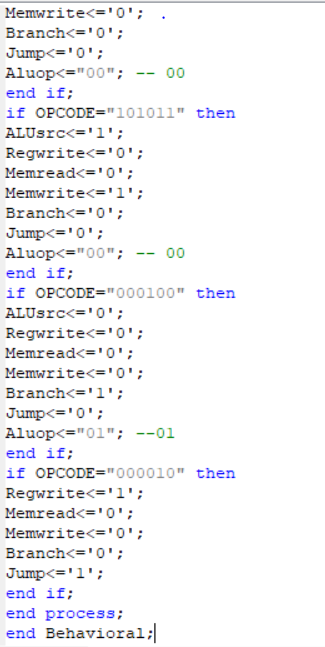 Memwrite<='0'; .
Branch<='0';
Jump<='0';
Aluop<="00"; -- 00
end if;
if OPCODE="101011" then
ALUsrc<='1';
Regwrite<='0';
Memread<='0';
Memwrite<='1';
Branch<='0';
Jump<='0';
Aluop<="00"; -- 00
end if;
if OPCODE="000100" then
ALUsrc<='0';
Regwrite<='0';
Memread<='0';
Memwrite<='0';
Branch<='1';
Jump<='0';
Aluop<="01"; --01
end if;
if OPCODE="000010" then
Regwrite<='1';
Memread<='0';
Memwrite<='0';
Branch<='0';
Jump<='1';
end if;
end process;
end Behavioral;